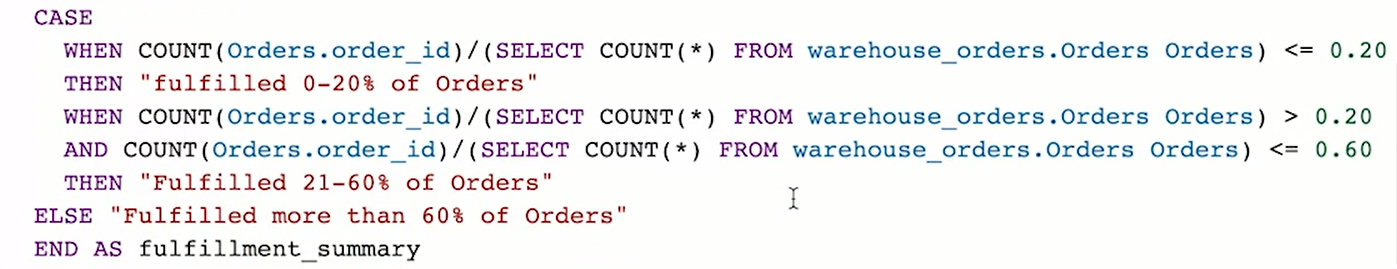 CASE
WHEN COUNT(Orders.order_id)/(SELECT COUNT(*) FROM warehouse_orders.Orders Orders) <= 0.20
THEN "fulfilled 0-20% of Orders"
WHEN COUNT(Orders.order_id)/(SELECT COUNT(*) FROM warehouse_orders.Orders Orders) > 0.20
AND COUNT(Orders.order_id)/(SELECT COUNT(*) FROM warehouse_orders.Orders Orders) <= 0.60
THEN "Fulfilled 21-60% of Orders"
ELSE "Fulfilled more than 60% of Orders"
END AS fulfillment_summary